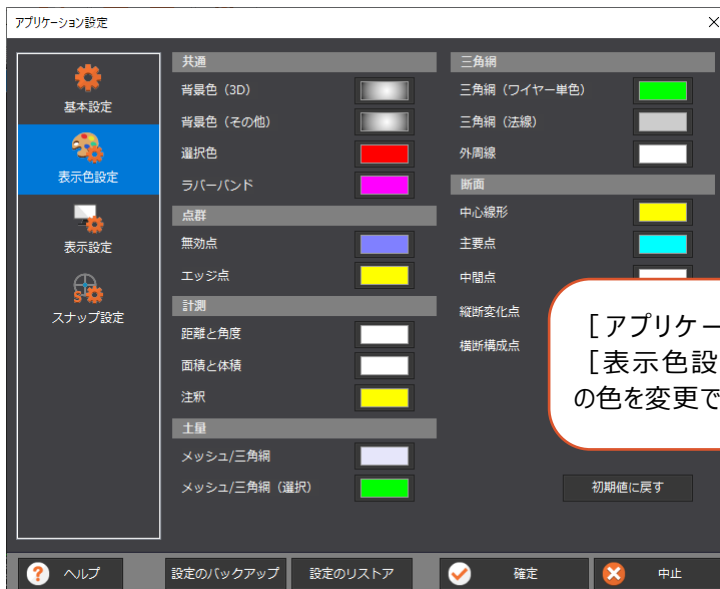 アプリケーション設定
基本設定
表示色設定
表示設定
スナップ設定
共通
背景色（3D）
背景色（その他）
選択色
ラバーバンド
点群
無効点
エッジ点
計測
距離と角度
面積と体積
注釈
土量
メッシュ/三角網
メッシュ/三角網（選択）
三角網
三角網（ワイヤー単色）
三角網（法線）
外周線
断面
中心線形
主要点
中間点
縦断変化点
横断構成点
[アプリケー
[表示色設
の色を変更で
初期値に戻す
ヘルプ
設定のバックアップ
設定のリストア
確定
中止